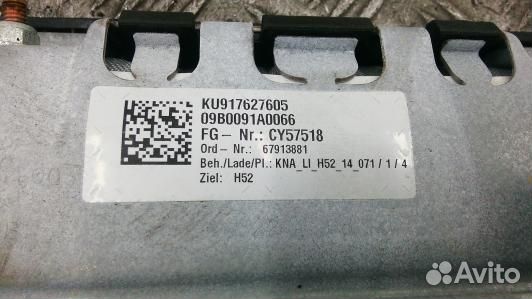 KU917627605
09B0091A0066
FG – Nr.: CY57518
Ord – Nr.: 67913881
Beh./Lade/Pl.: KNA_LI_H52_14_071 / 1 / 4
Ziel: H52
Avito